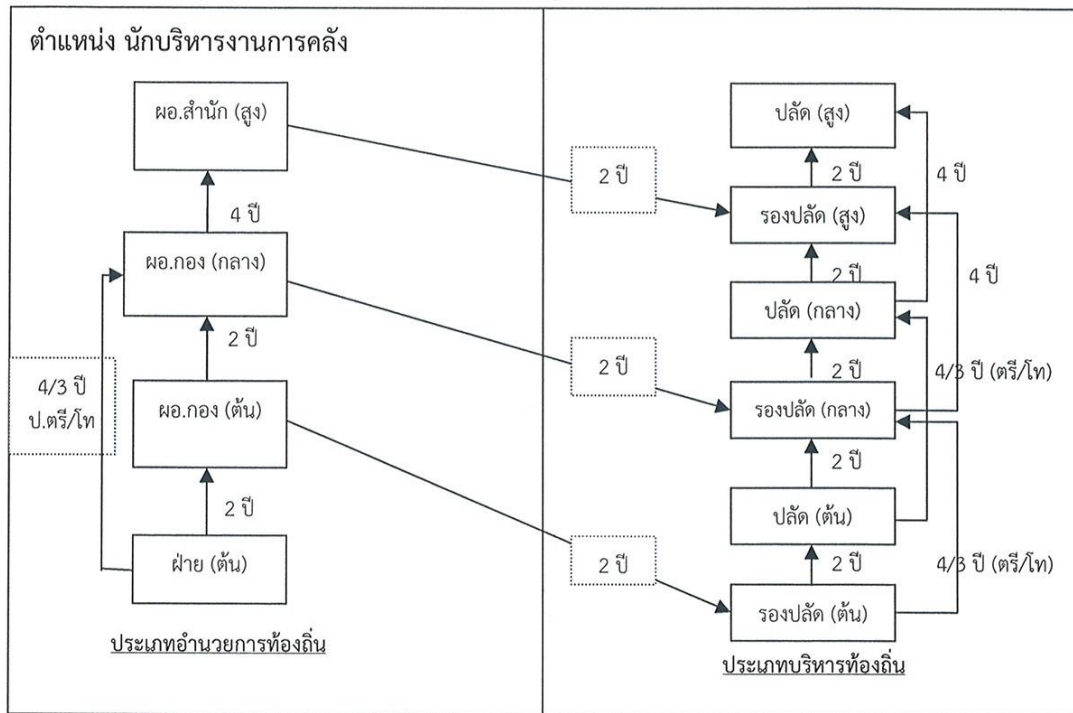 ตำแหน่ง นักบริหารงานการคลัง
ผอ.สำนัก (สูง)
4 ปี
ผอ.กอง (กลาง)
2 ปี
4/3 ปี
ป.ตรี/โท
ผอ.กอง (ต้น)
2 ปี
ฝ่าย (ต้น)
ประเภทอำนวยการท้องถิ่น
2 ปี
2 ปี
2 ปี
ปลัด (สูง)
2 ปี
4 ปี
รองปลัด (สูง)
2 ปี
4 ปี
ปลัด (กลาง)
2 ปี
4/3 ปี (ตรี/โท)
รองปลัด (กลาง)
2 ปี
ปลัด (ต้น)
2 ปี
4/3 ปี (ตรี/โท)
รองปลัด (ต้น)
ประเภทบริหารท้องถิ่น